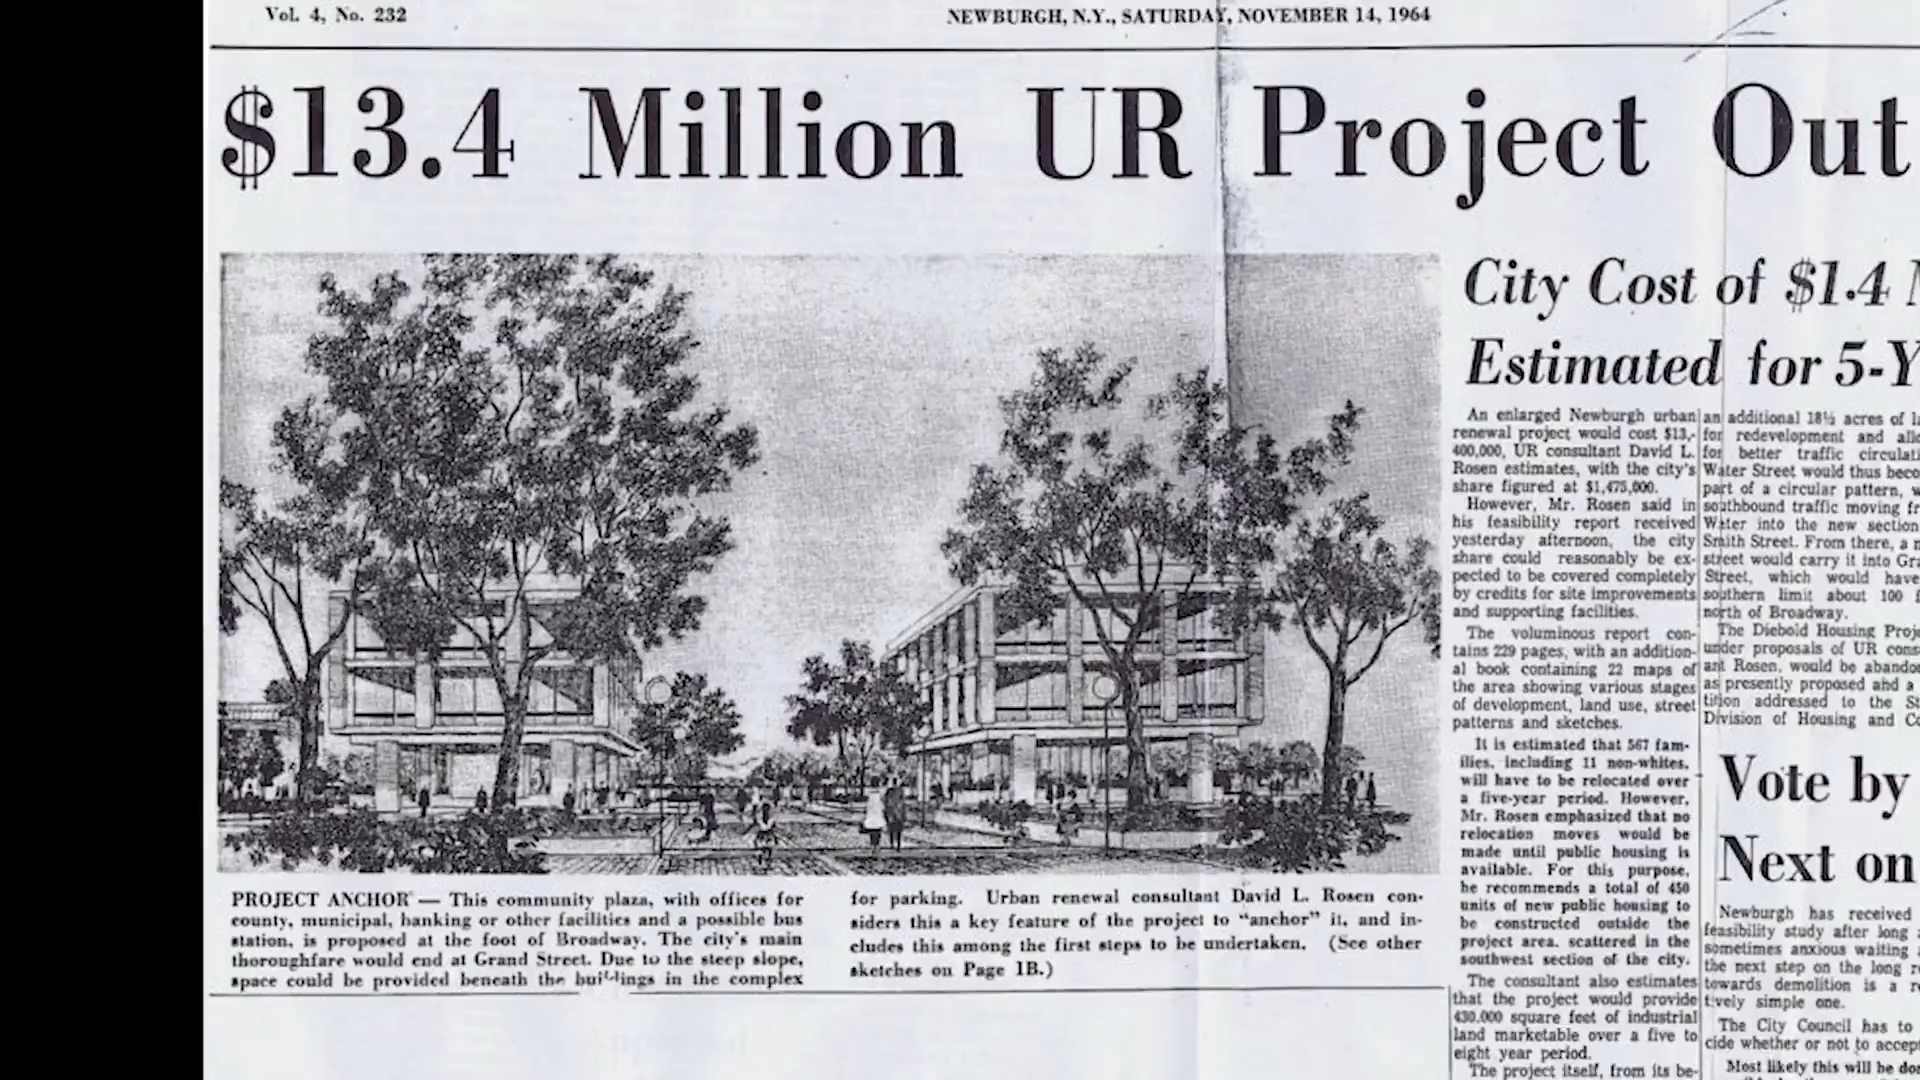 Vol. 4, No. 232
NEWBURGH, N.Y., SATURDAY, NOVEMBER 14, 1964
$13.4 Million UR Project Out
City Cost of $1.4
Estimated for 5-Y
An enlarged Newburgh urban
renewal project would cost $13,-
400,000, UR consultant David L.
Rosen estimates, with the city's
share figured at $1,475,000.
However, Mr. Rosen said in
his feasibility report received
yesterday afternoon, the city
share could reasonably be ex-
pected to be covered completely
by credits for site improvements
and supporting facilities.
The voluminous report con-
tains 229 pages, with an addition-
al book containing 22 maps of
the area showing various stages
of development, land use, street
patterns and sketches.
It is estimated that 567 fam-
ilies, including 11 non-whites,
will have to be relocated over
a five-year period. However,
Mr. Rosen emphasized that no
relocation moves would be
made until public housing is
available. For this purpose,
he recommends a total of 450
units of new public housing to
be constructed outside the
project area, scattered in the
southwest section of the city.
The consultant also estimates
that the project would provide
430,000 square feet of industrial
land marketable over a five to
eight year period.
The project itself, from its be-
an additional 18½ acres of
for redevelopment and
for better traffic
Water Street would thus
part of a circular pattern,
southbound traffic moving
Water into the new section
Smith Street. From there, a
street would carry it into
Street, which would have
southern limit about 100
north of Broadway.
The Diebold Housing
under proposals of UR
ant Rosen, would be
as presently proposed and a
tition addressed to the
Division of Housing and
Vote by
Next on
Newburgh has received
feasibility study after long
sometimes anxious waiting
the next step on the long
towards demolition is a
tively simple one.
The City Council has to
cide whether or not to accept
Most likely this will be
PROJECT ANCHOR — This community plaza, with offices for
county, municipal, banking or other facilities and a possible bus
station, is proposed at the foot of Broadway. The city's main
thoroughfare would end at Grand Street. Due to the steep slope,
space could be provided beneath the buildings in the complex
for parking. Urban renewal consultant David L. Rosen con-
siders this a key feature of the project to "anchor" it, and in-
cludes this among the first steps to be undertaken. (See other
sketches on Page 1B.)